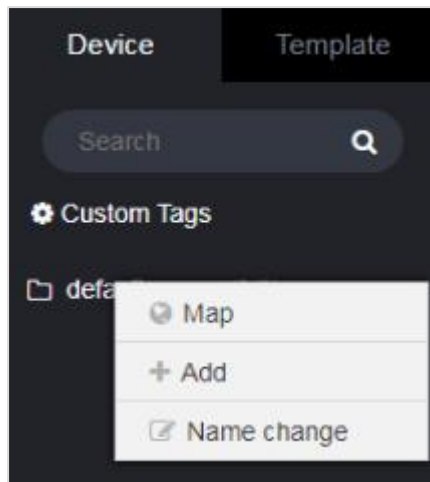 Device Template
Search
Custom Tags
Map
Add
Name change